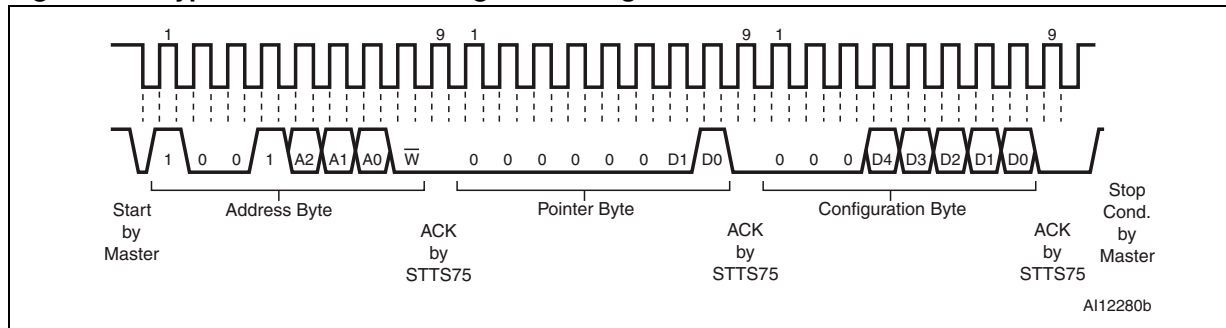 1 9 1 9 1 9
1 0 0 1 A2 A1 A0 W 0 0 0 0 0 0 D1 D0 0 0 0 D4 D3 D2 D1 D0
Address Byte Pointer Byte Configuration Byte
Start
by
Master
ACK
by
STTS75
ACK
by
STTS75
ACK
by
STTS75
Stop
Cond.
by
Master
AI12280b